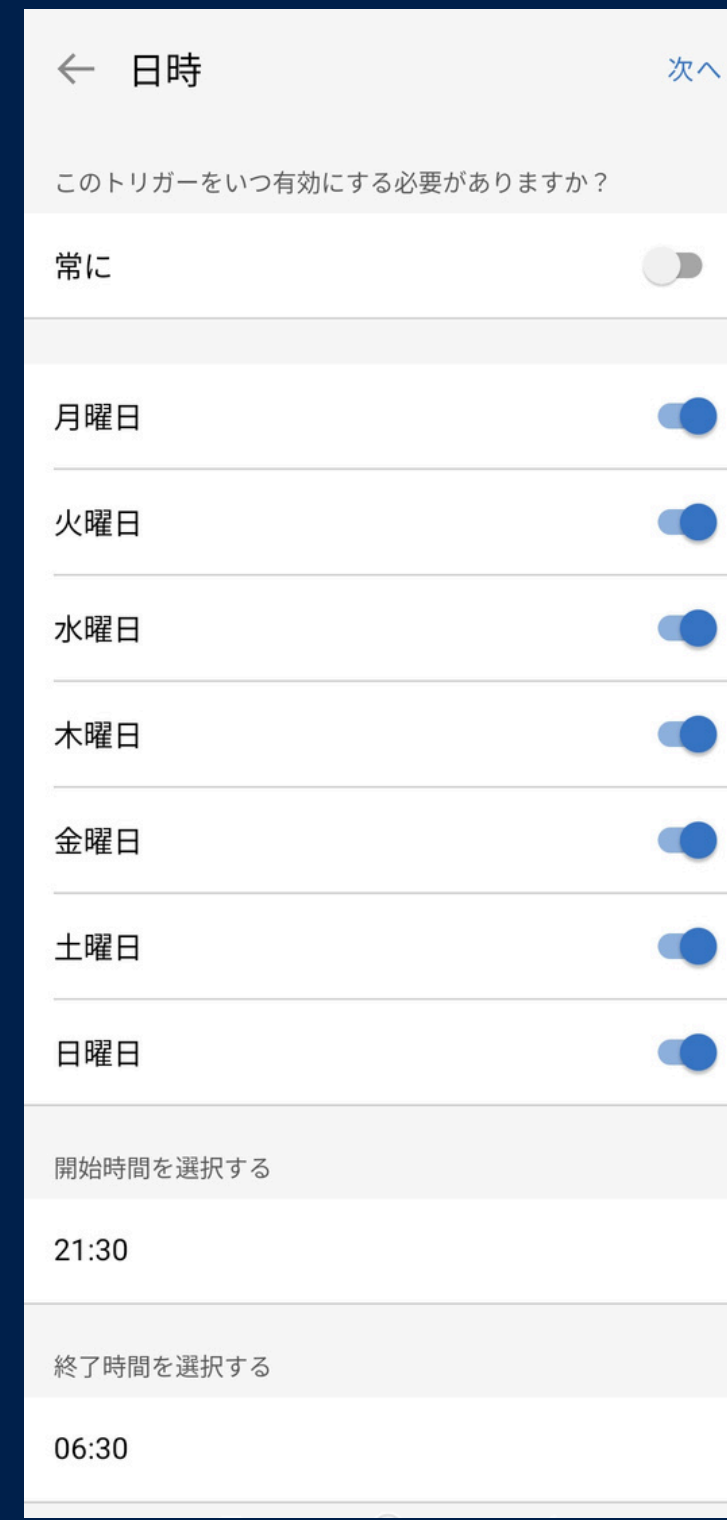 日時
次へ
このトリガーをいつ有効にする必要がありますか？
常に
月曜日
火曜日
水曜日
木曜日
金曜日
土曜日
日曜日
開始時間を選択する
21:30
終了時間を選択する
06:30